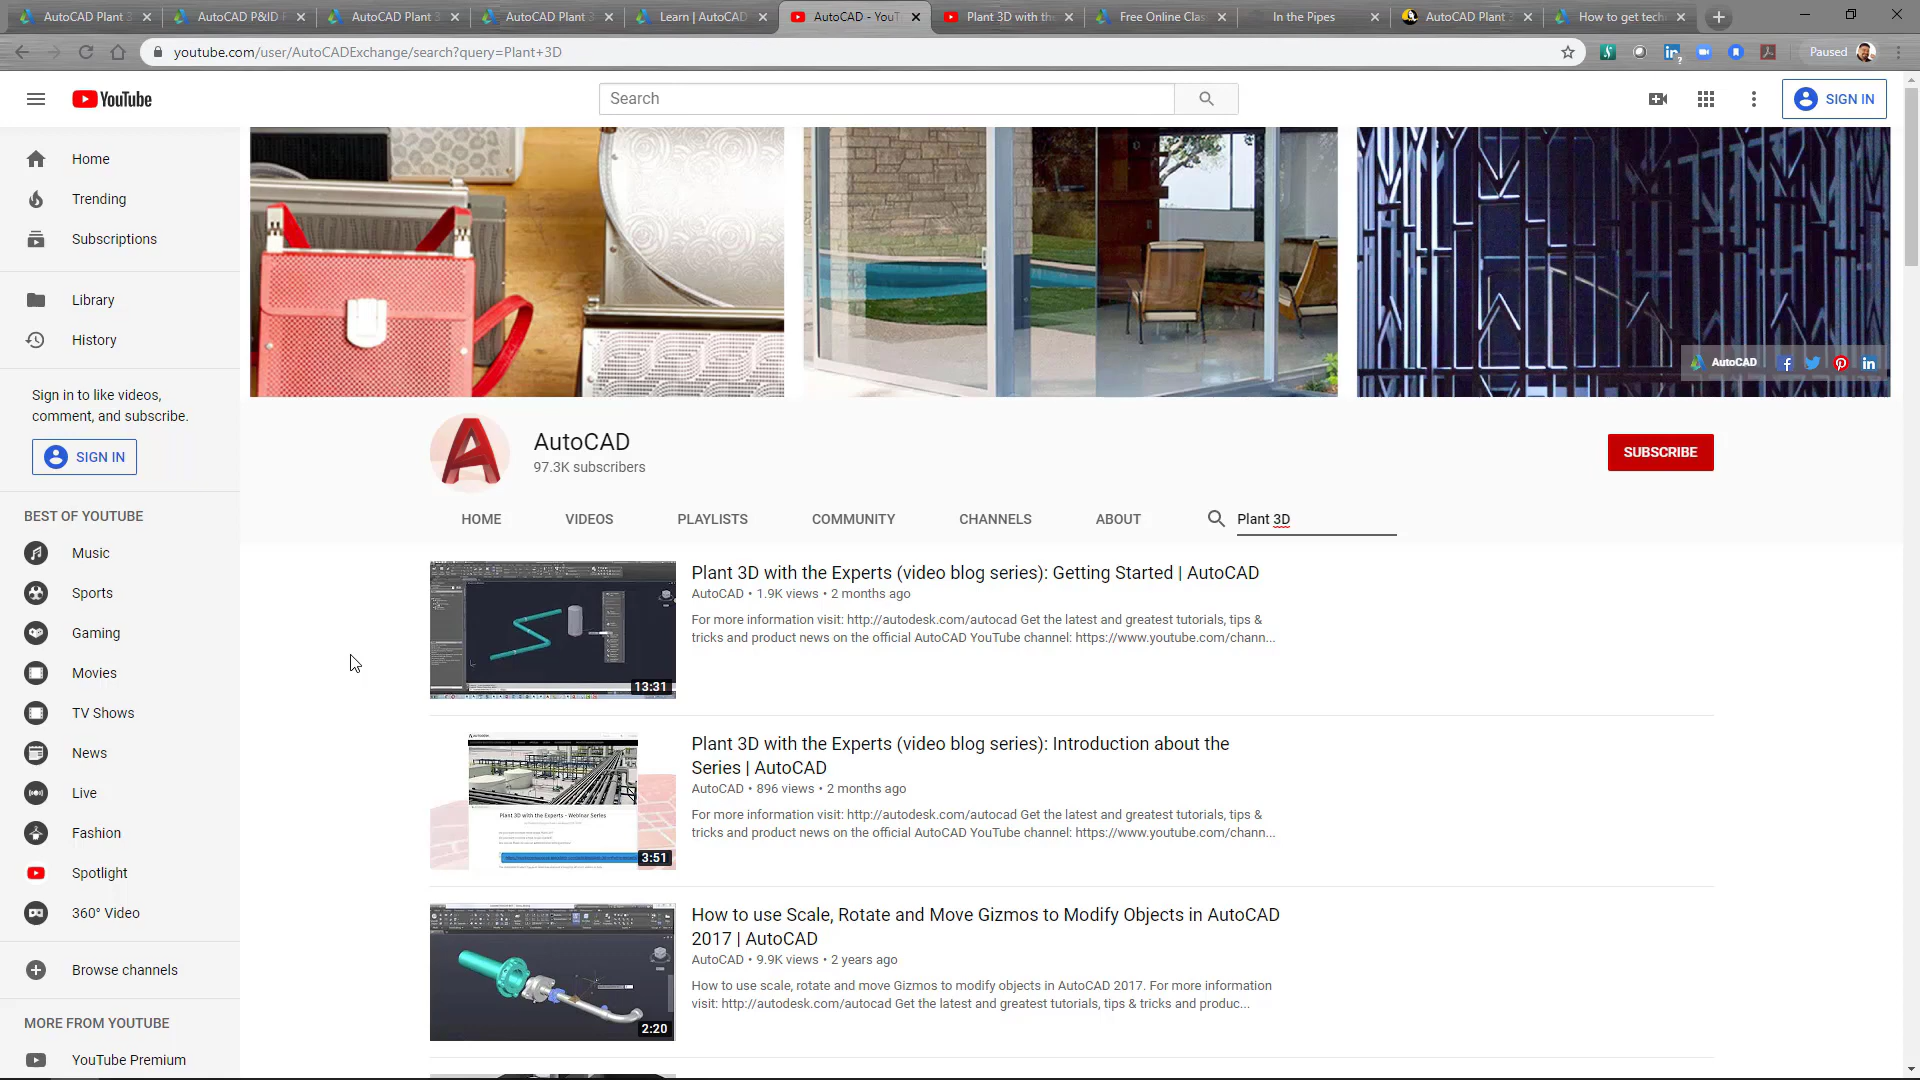 AutoCAD Plant 3
AutoCAD P&ID F
AutoCAD Plant 3
AutoCAD Plant 3
Learn | AutoCAD
AutoCAD - YouT
Plant 3D with the
Free Online Clas
In the Pipes
AutoCAD Plant 3
How to get tech
youtube.com/user/AutoCADExchange/search?query=Plant+3D
Paused
YouTube
Search
SIGN IN
Home
Trending
Subscriptions
Library
History
Sign in to like videos,
comment, and subscribe.
SIGN IN
BEST OF YOUTUBE
Music
Sports
Gaming
Movies
TV Shows
News
Live
Fashion
Spotlight
360° Video
Browse channels
MORE FROM YOUTUBE
YouTube Premium
AutoCAD
AutoCAD
97.3K subscribers
SUBSCRIBE
HOME
VIDEOS
PLAYLISTS
COMMUNITY
CHANNELS
ABOUT
Plant 3D
13:31
Plant 3D with the Experts (video blog series): Getting Started | AutoCAD
AutoCAD • 1.9K views • 2 months ago
For more information visit: http://autodesk.com/autocad Get the latest and greatest tutorials, tips &
tricks and product news on the official AutoCAD YouTube channel: https://www.youtube.com/chann...
Plant 3D with the Experts - Webinar Series
3:51
Plant 3D with the Experts (video blog series): Introduction about the
Series | AutoCAD
AutoCAD • 896 views • 2 months ago
For more information visit: http://autodesk.com/autocad Get the latest and greatest tutorials, tips &
tricks and product news on the official AutoCAD YouTube channel: https://www.youtube.com/chann...
2:20
How to use Scale, Rotate and Move Gizmos to Modify Objects in AutoCAD
2017 | AutoCAD
AutoCAD • 9.9K views • 2 years ago
How to use scale, rotate and move Gizmos to modify objects in AutoCAD 2017. For more information
visit: http://autodesk.com/autocad Get the latest and greatest tutorials, tips & tricks and produc...